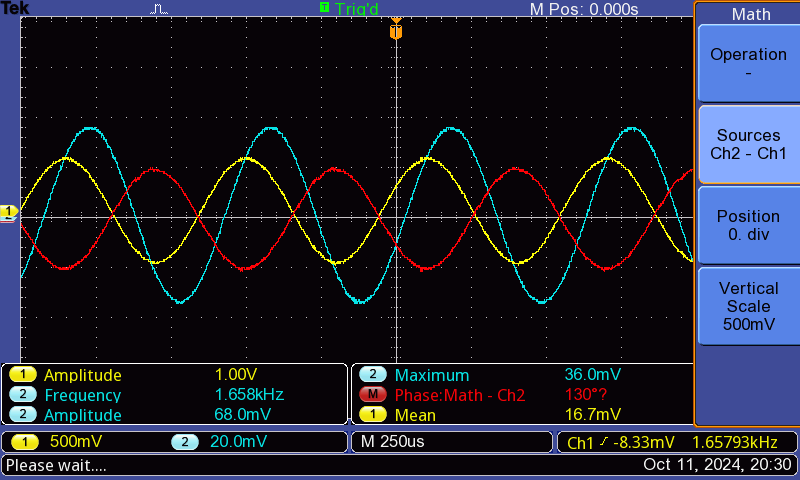 Tek T Trig'd M Pos: 0.000s
T
Math
Operation
-
Sources
Ch2 - Ch1
Position
0. div
Vertical
Scale
500mV
1
1 Amplitude 1.00V
2 Frequency 1.658kHz
2 Amplitude 68.0mV
2 Maximum 36.0mV
M Phase:Math - Ch2 130°?
1 Mean 16.7mV
1 500mV 2 20.0mV M 250us Ch1 -8.33mV 1.65793kHz
Please wait.... Oct 11, 2024, 20:30